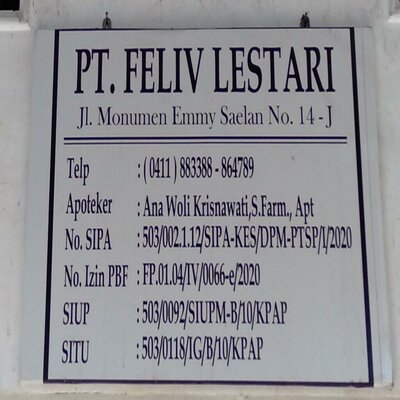 PT. FELIV LESTARI
Jl. Monumen Emmy Saelan No. 14 - J
Telp : ( 0411 ) 883388 - 864789
Apoteker : Ana Woli Krisnawati,S.Farm., Apt
No. SIPA : 503/002.1.12/SIPA-KES/DPM-PTSP/I/2020
No. Izin PBF : FP.01.04/IV/0066-e/2020
SIUP : 503/0092/SIUPM-B/10/KPAP
SITU : 503/0118/IG/B/10/KPAP